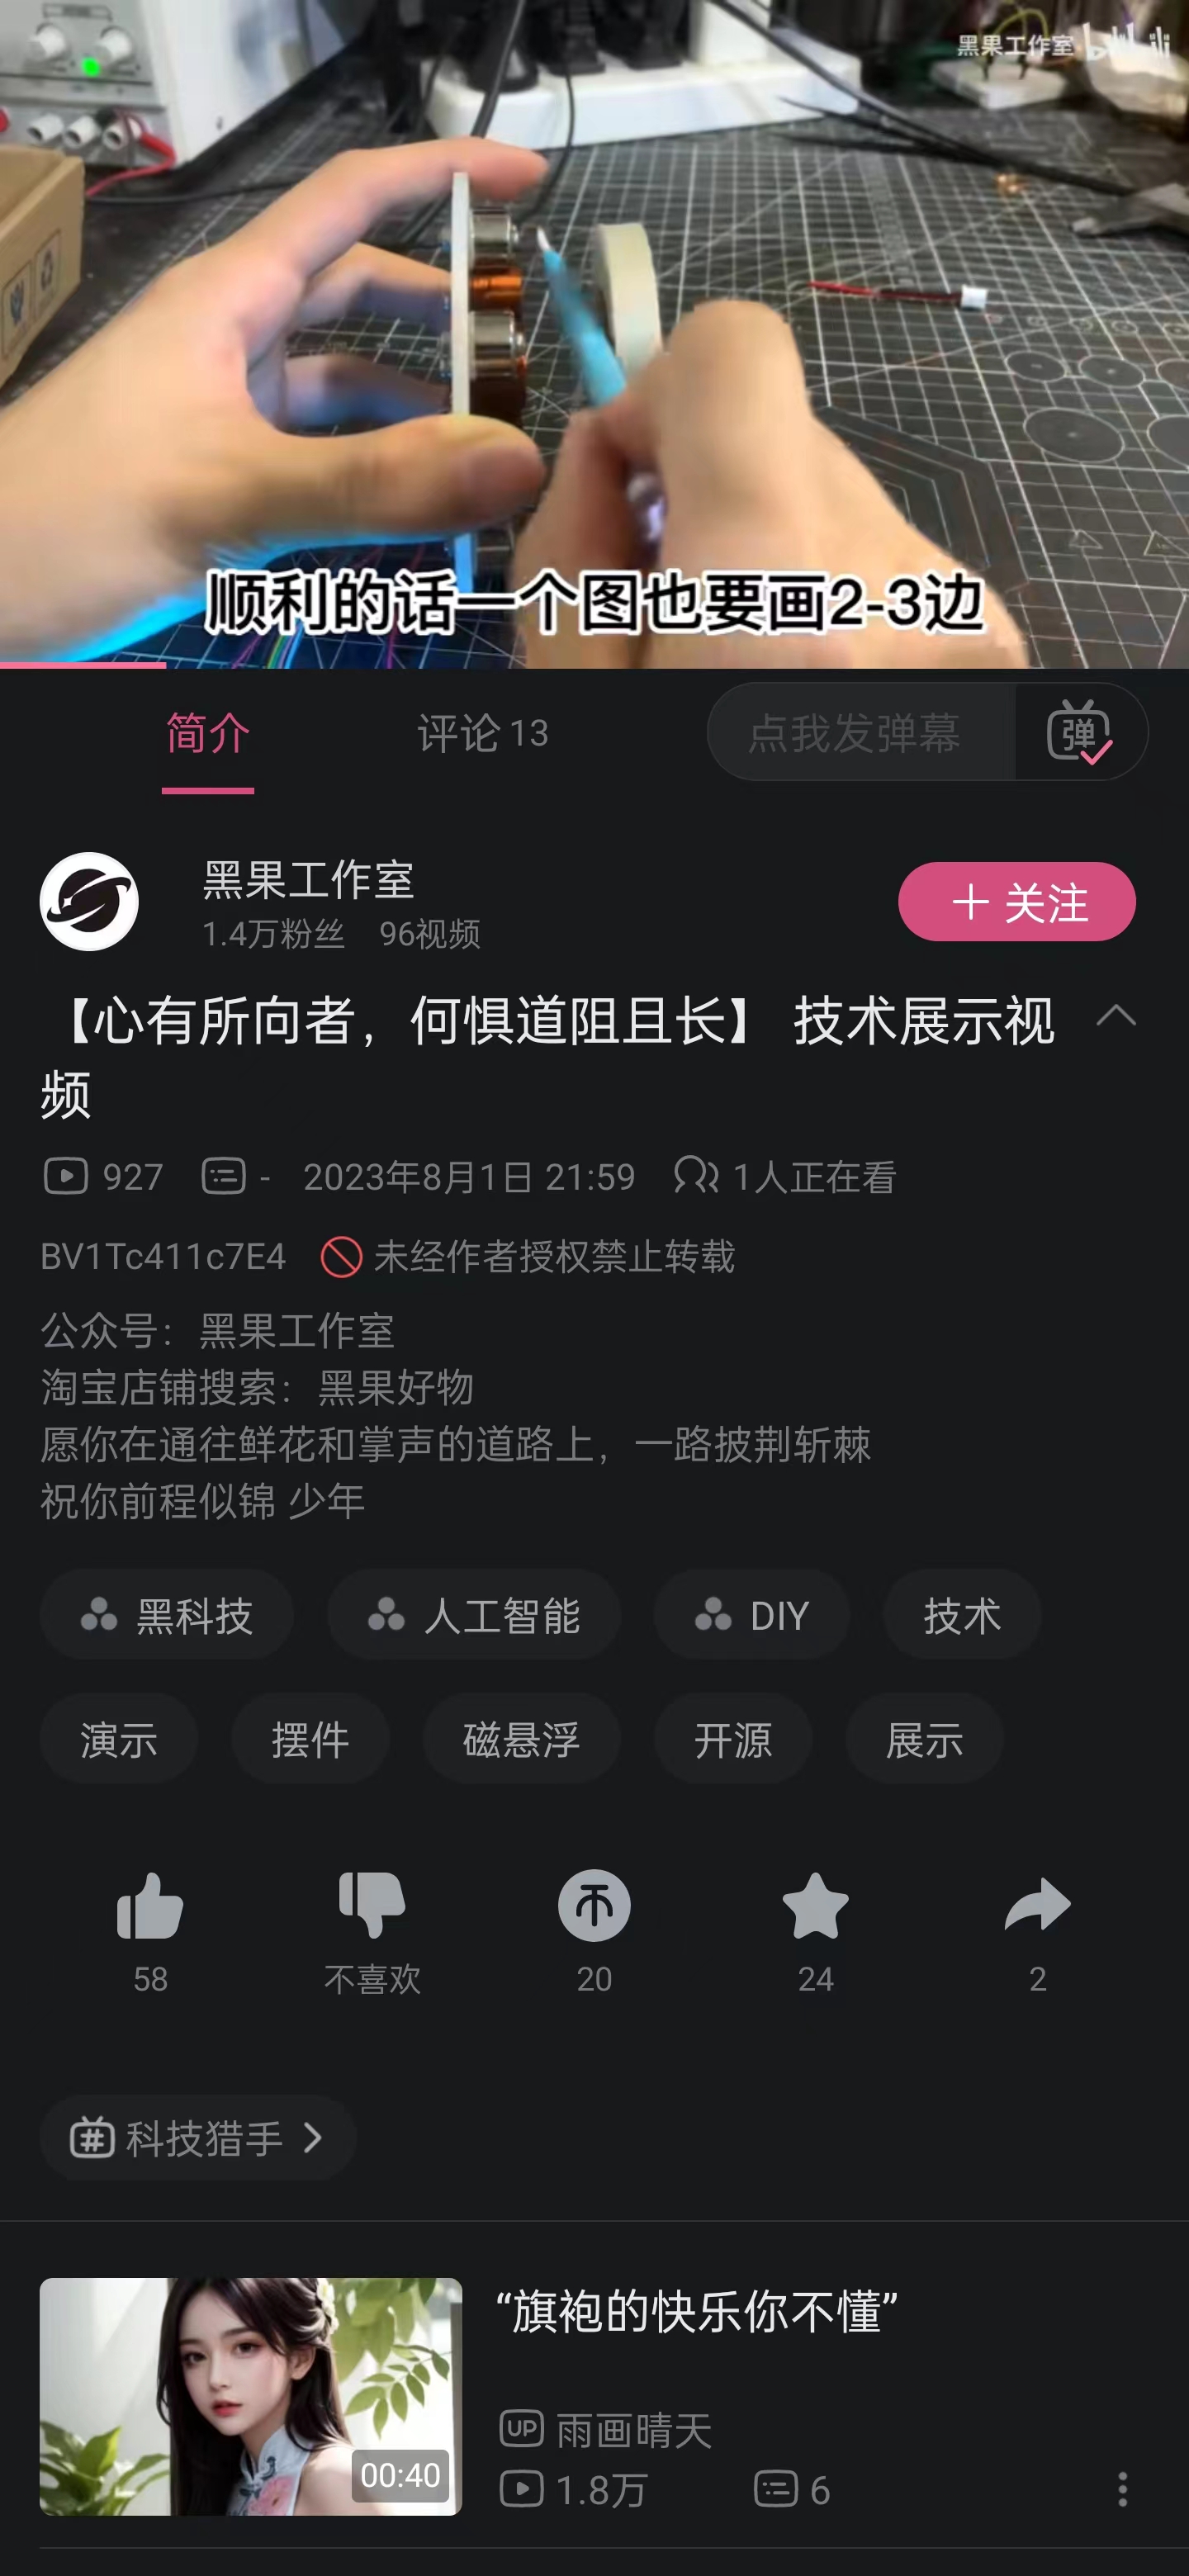 黑果工作室 bilibili
顺利的话一个图也要画2-3边
简介
评论 13
点我发弹幕
弹
黑果工作室
1.4万粉丝 96视频
+ 关注
【心有所向者，何惧道阻且长】 技术展示视
频
927 - 2023年8月1日 21:59 1人正在看
BV1Tc411c7E4 未经作者授权禁止转载
公众号：黑果工作室
淘宝店铺搜索：黑果好物
愿你在通往鲜花和掌声的道路上，一路披荆斩棘
祝你前程似锦 少年
黑科技 人工智能 DIY 技术
演示 摆件 磁悬浮 开源 展示
58 不喜欢 20 24 2
# 科技猎手
“旗袍的快乐你不懂”
00:40
UP 雨画晴天
1.8万 6